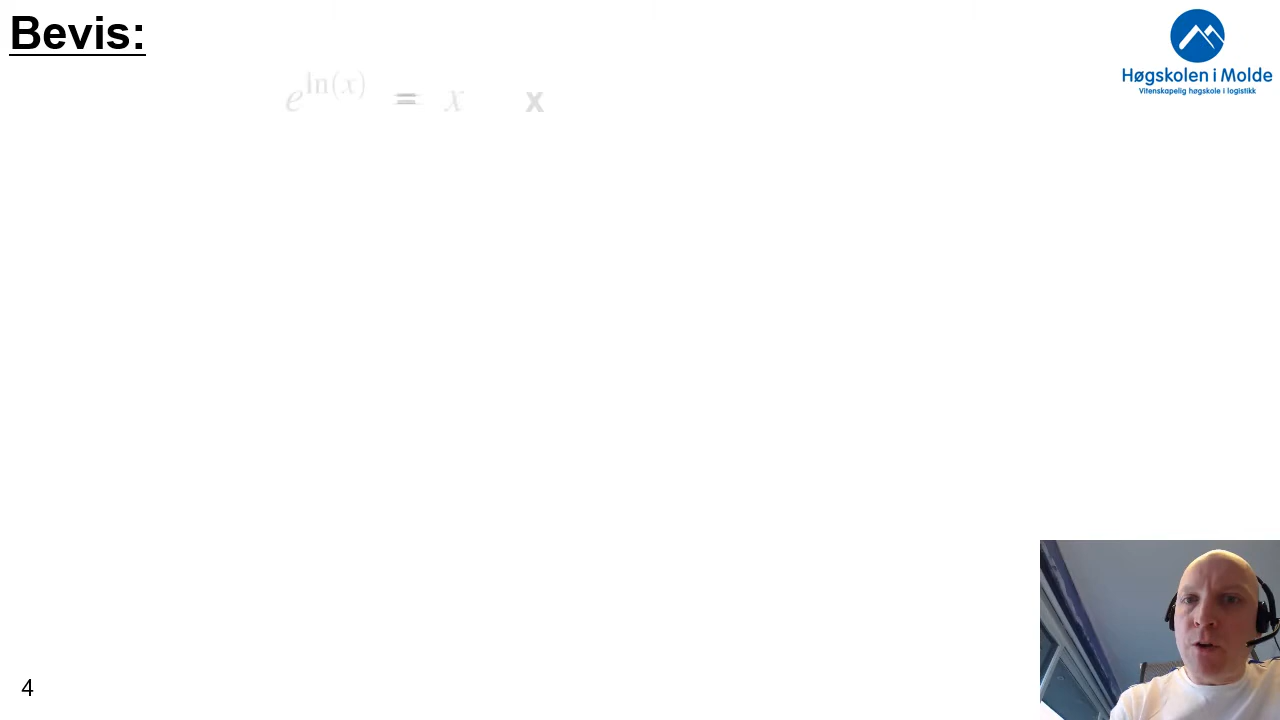 Bevis:
Høgskolen i Molde
Vitenskapelig høgskole i logistikk
e^ln(x) = x x
4